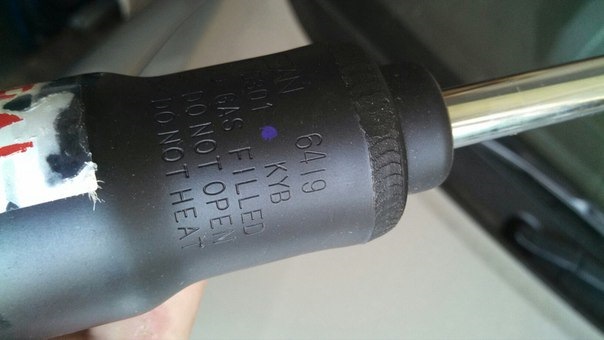 6419
KYB
GAS FILLED
DO NOT OPEN
DO NOT HEAT